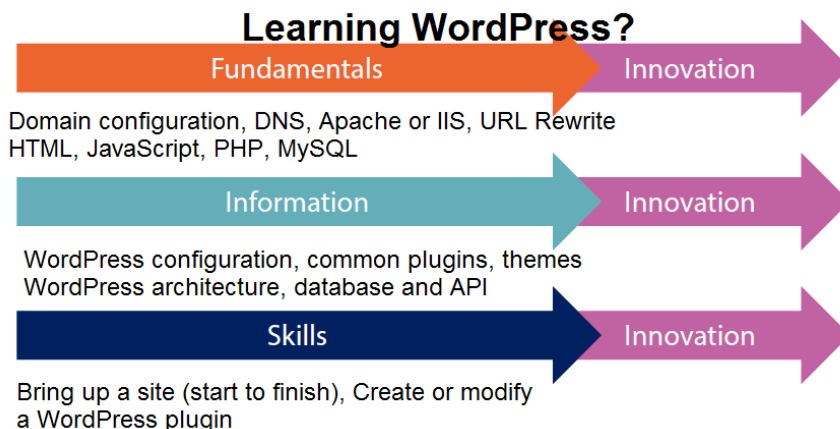 Learning WordPress?
Fundamentals Innovation
Domain configuration, DNS, Apache or IIS, URL Rewrite
HTML, JavaScript, PHP, MySQL
Information Innovation
WordPress configuration, common plugins, themes
WordPress architecture, database and API
Skills Innovation
Bring up a site (start to finish), Create or modify
a WordPress plugin